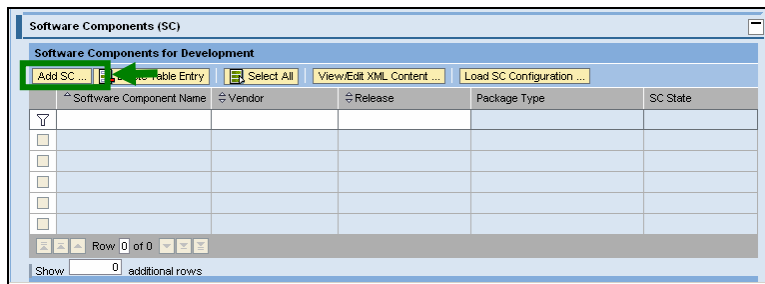 Software Components (SC)
Software Components for Development
Add SC ... Table Entry Select All View/Edit XML Content ... Load SC Configuration ...
Software Component Name Vendor Release Package Type SC State
Row 0 of 0
Show 0 additional rows